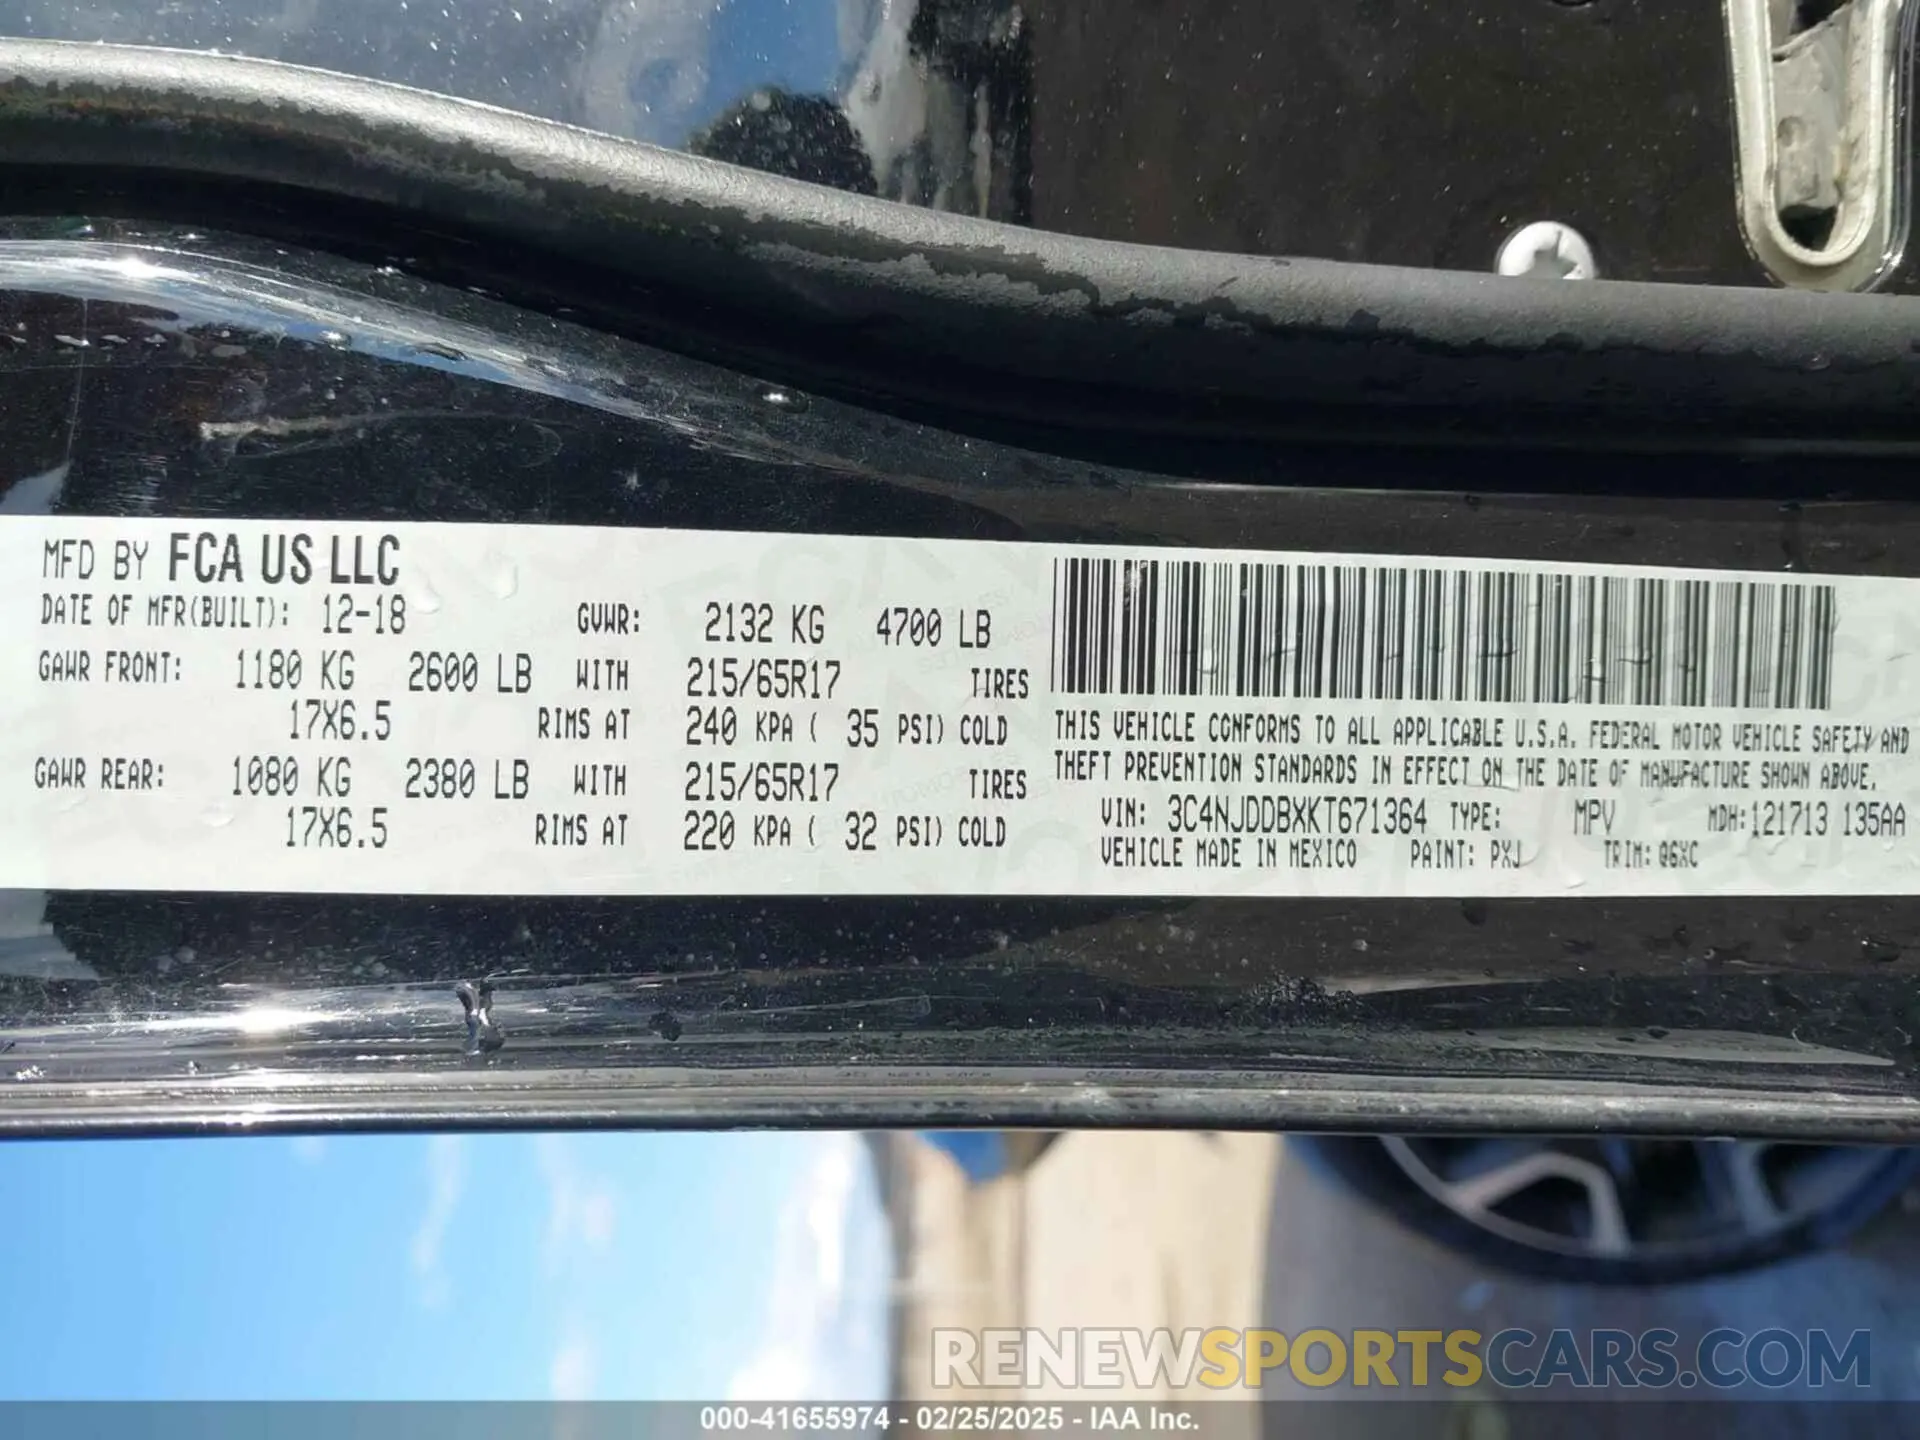 MFD BY FCA US LLC
DATE OF MFR(BUILT): 12-18 GVWR: 2132 KG 4700 LB
GAWR FRONT: 1180 KG 2600 LB WITH 215/65R17 TIRES
17X6.5 RIMS AT 240 KPA ( 35 PSI) COLD
GAWR REAR: 1080 KG 2380 LB WITH 215/65R17 TIRES
17X6.5 RIMS AT 220 KPA ( 32 PSI) COLD
THIS VEHICLE CONFORMS TO ALL APPLICABLE U.S.A. FEDERAL MOTOR VEHICLE SAFETY AND
THEFT PREVENTION STANDARDS IN EFFECT ON THE DATE OF MANUFACTURE SHOWN ABOVE.
VIN: 3C4NJDDBXKT671364 TYPE: MPV MDH: 121713 135AA
VEHICLE MADE IN MEXICO PAINT: PXJ TRIM: Q6XC
RENEWSPORTSCARS.COM
000-41655974 - 02/25/2025 - IAA Inc.